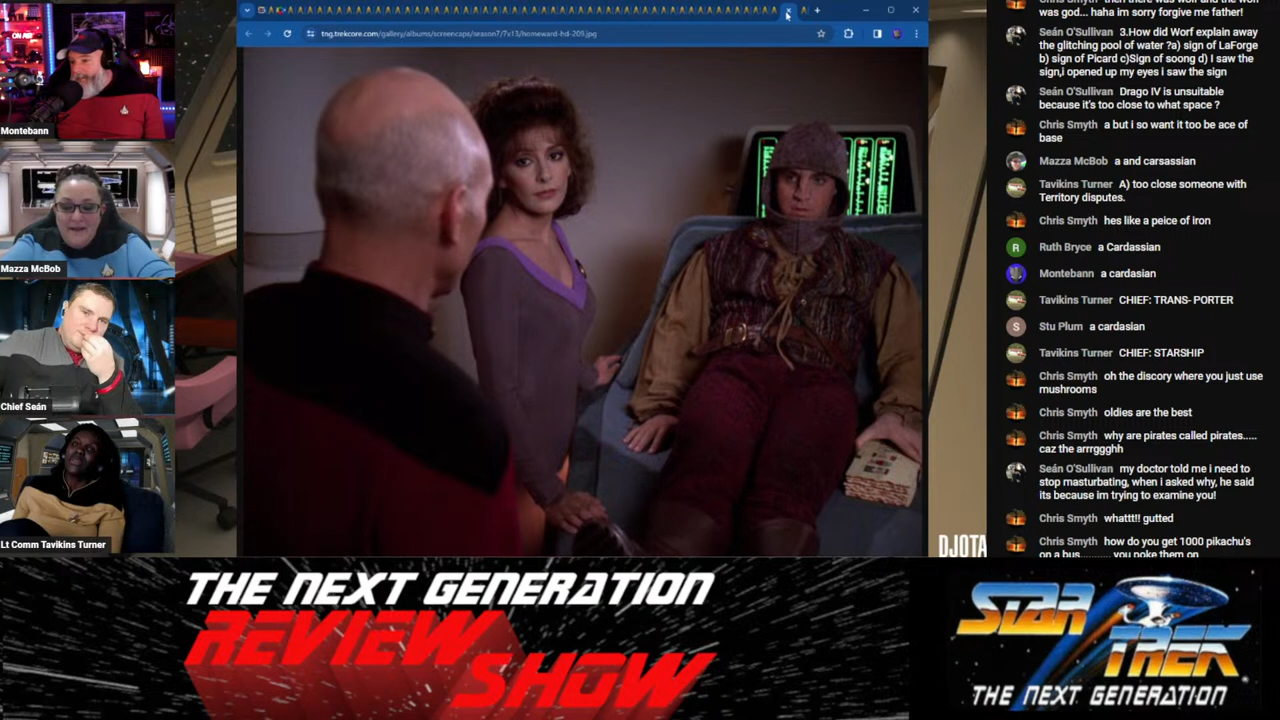 ON AIR
Montebann
Mazza McBob
Chief Seán
Lt Comm Tavikins Turner
tng.trekcore.com/gallery/albums/screencaps/season7/7x13/homeward-hd-209.jpg
DJOTA
Chris Smyth then there was wolf and the wolf
was god... haha im sorry forgive me father!
Seán O'Sullivan 3.How did Worf explain away
the glitching pool of water ?a) sign of LaForge
b) sign of Picard c)Sign of soong d) I saw the
sign,i opened up my eyes i saw the sign
Seán O'Sullivan Drago IV is unsuitable
because it's too close to what space ?
Chris Smyth a but i so want it too be ace of
base
Mazza McBob a and carsassian
Tavikins Turner A) too close someone with
Territory disputes.
Chris Smyth hes like a peice of iron
R Ruth Bryce a Cardassian
Montebann a cardasian
Tavikins Turner CHIEF: TRANS- PORTER
S Stu Plum a cardasian
Tavikins Turner CHIEF: STARSHIP
Chris Smyth oh the discory where you just use
mushrooms
Chris Smyth oldies are the best
Chris Smyth why are pirates called pirates.....
caz the arrrggghh
Seán O'Sullivan my doctor told me i need to
stop masturbating, when i asked why, he said
its because im trying to examine you!
Chris Smyth whattt!! gutted
Chris Smyth how do you get 1000 pikachu's
on a bus.......... you poke them on
THE NEXT GENERATION
REVIEW
SHOW
STAR
TREK
THE NEXT GENERATION